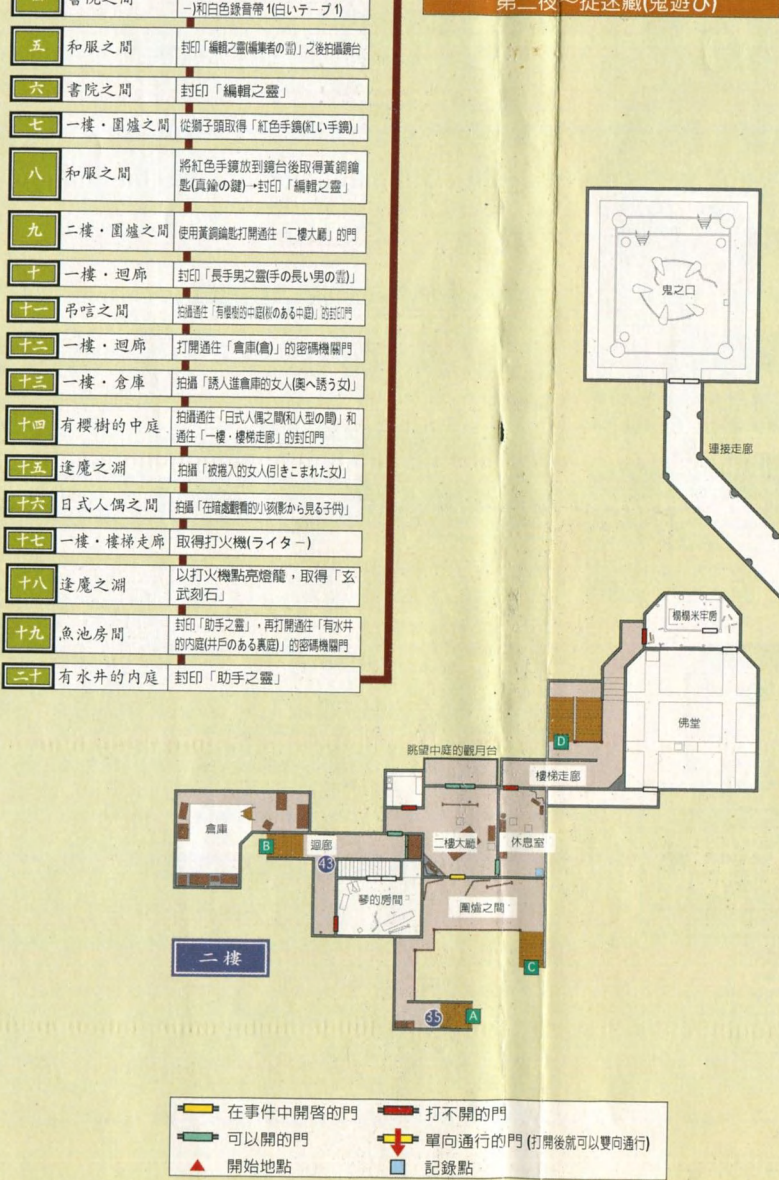 書院之間
ー)和白色錄音帶1(白いテープ1)
第二夜～捉迷藏(鬼遊び)
五 和服之間 封印「編輯之靈(編集者の霊)」之後拍攝鏡台
六 書院之間 封印「編輯之靈」
七 一樓・圍爐之間 從獅子頭取得「紅色手鏡(紅い手鏡)」
八 和服之間 將紅色手鏡放到鏡台後取得黃銅鑰
匙(真鍮の鍵)→封印「編輯之靈」
九 二樓・圍爐之間 使用黃銅鑰匙打開通往「二樓大廳」的門
十 一樓・迴廊 封印「長手男之靈(手の長い男の霊)」
十一 弔唁之間 拍攝通往「有櫻樹的中庭(桜のある中庭)」的封印門
十二 一樓・迴廊 打開通往「倉庫(倉)」的密碼機關門
十三 一樓・倉庫 拍攝「誘人進倉庫的女人(奧へ誘う女)」
十四 有櫻樹的中庭 拍攝通往「日式人偶之間(和人型の間)」和
通往「一樓・樓梯走廊」的封印門
十五 逢魔之淵 拍攝「被捲入的女人(引きこまれた女)」
十六 日式人偶之間 拍攝「在暗處觀看的小孩(影から見る子供)」
十七 一樓・樓梯走廊 取得打火機(ライター)
十八 逢魔之淵 以打火機點亮燈籠，取得「玄
武刻石」
十九 魚池房間 封印「助手之靈」，再打開通往「有水井
的內庭(井戶のある裏庭)」的密碼機關門
二十 有水井的內庭 封印「助手之靈」
鬼之口
連接走廊
榻榻米牢房
佛堂
D
眺望中庭的觀月台
樓梯走廊
倉庫
B
迴廊
43
二樓大廳
休息室
琴的房間
圍爐之間
二樓
C
35
A
在事件中開啓的門
打不開的門
可以開的門
單向通行的門(打開後就可以雙向通行)
開始地點
記錄點